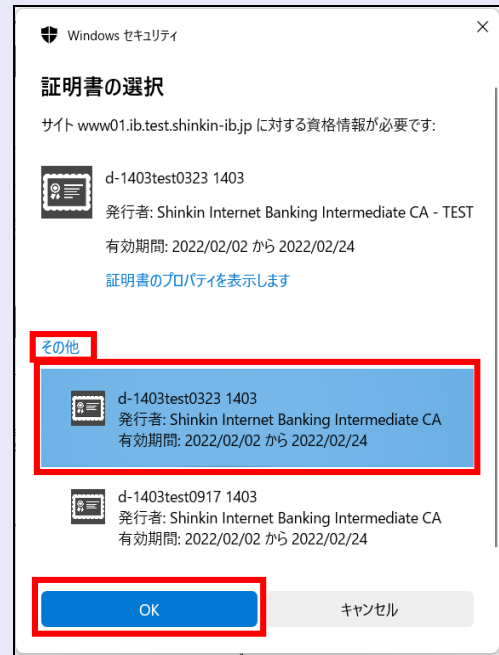 Windows セキュリティ
証明書の選択
サイト www01.ib.test.shinkin-ib.jp に対する資格情報が必要です:
d-1403test0323 1403
発行者: Shinkin Internet Banking Intermediate CA - TEST
有効期間: 2022/02/02 から 2022/02/24
証明書のプロパティを表示します
その他
d-1403test0323 1403
発行者: Shinkin Internet Banking Intermediate CA
有効期間: 2022/02/02 から 2022/02/24
d-1403test0917 1403
発行者: Shinkin Internet Banking Intermediate CA
有効期間: 2022/02/02 から 2022/02/24
OK
キャンセル